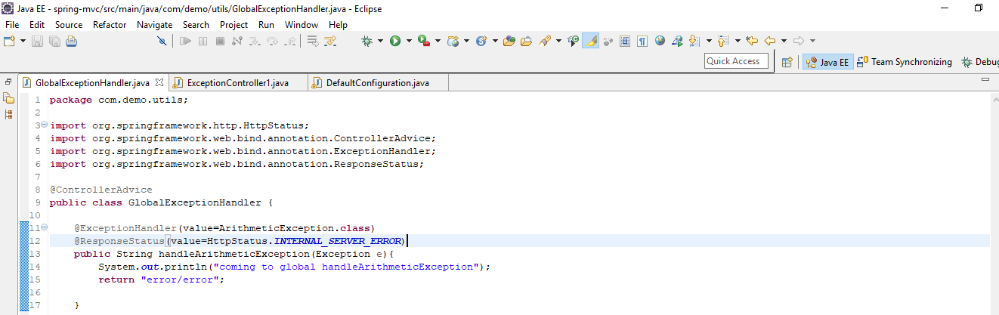 Java EE - spring-mvc/src/main/java/com/demo/utils/GlobalExceptionHandler.java - Eclipse
File Edit Source Refactor Navigate Search Project Run Window Help
Quick Access Java EE Team Synchronizing Debug
GlobalExceptionHandler.java ExceptionController1.java DefaultConfiguration.java
1 package com.demo.utils;
2
3 import org.springframework.http.HttpStatus;
4 import org.springframework.web.bind.annotation.ControllerAdvice;
5 import org.springframework.web.bind.annotation.ExceptionHandler;
6 import org.springframework.web.bind.annotation.ResponseStatus;
7
8 @ControllerAdvice
9 public class GlobalExceptionHandler {
10
11 @ExceptionHandler(value=ArithmeticException.class)
12 @ResponseStatus(value=HttpStatus.INTERNAL_SERVER_ERROR)
13 public String handleArithmeticException(Exception e){
14 System.out.println("coming to global handleArithmeticException");
15 return "error/error";
16
17 }